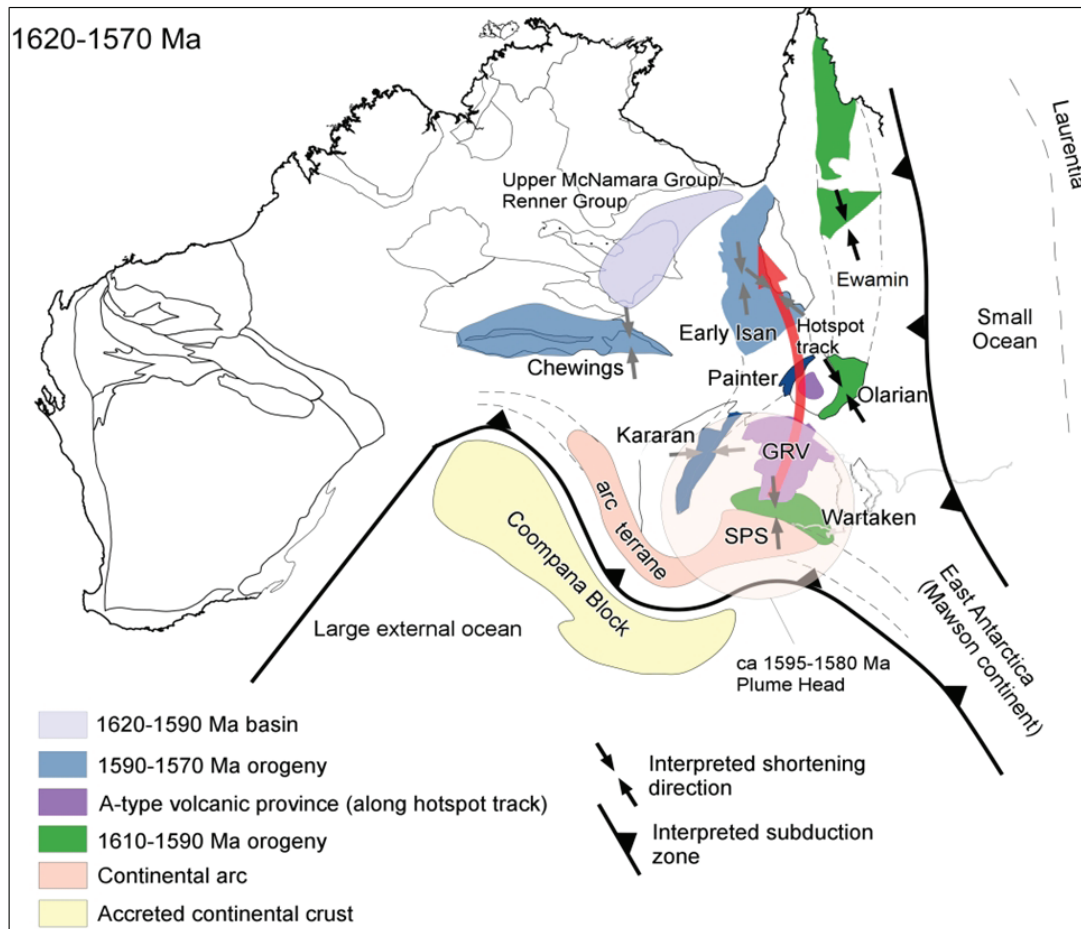 1620-1570 Ma
Laurentia
Upper McNamara Group/
Renner Group
Ewamin
Small
Ocean
Early Isan
Hotspot
track
Chewings
Painter
Olarian
Kararan
GRV
arc terrane
Wartaken
SPS
Coompana Block
East Antarctica
(Mawson continent)
Large external ocean
ca 1595-1580 Ma
Plume Head
1620-1590 Ma basin
1590-1570 Ma orogeny
A-type volcanic province (along hotspot track)
1610-1590 Ma orogeny
Continental arc
Accreted continental crust
Interpreted shortening
direction
Interpreted subduction
zone